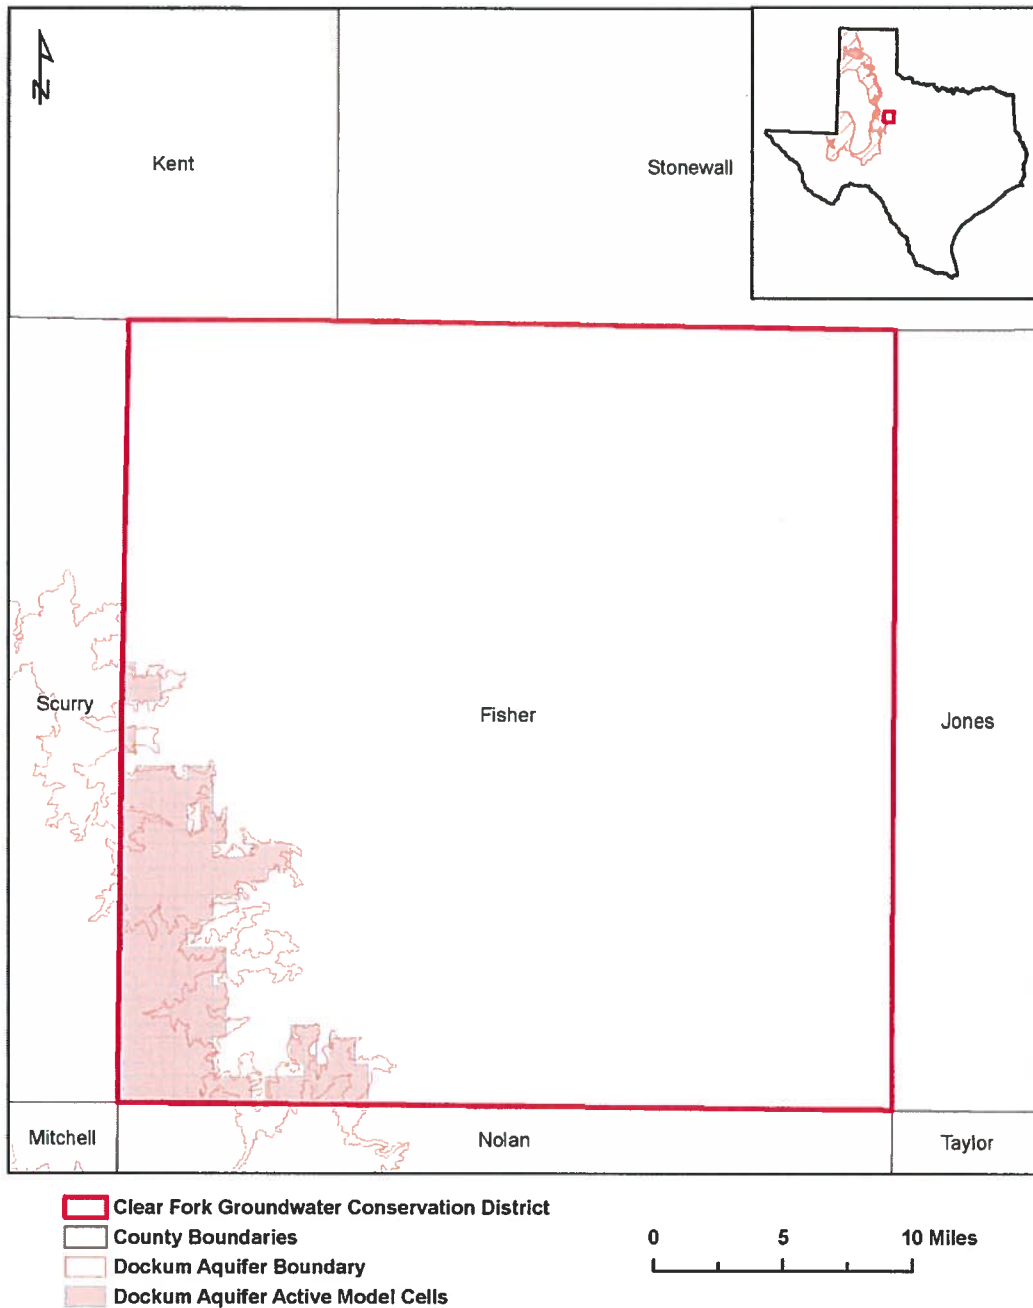 N
Kent
Stonewall
Scurry
Fisher
Jones
Mitchell
Nolan
Taylor
Clear Fork Groundwater Conservation District
County Boundaries
Dockum Aquifer Boundary
Dockum Aquifer Active Model Cells
0 5 10 Miles